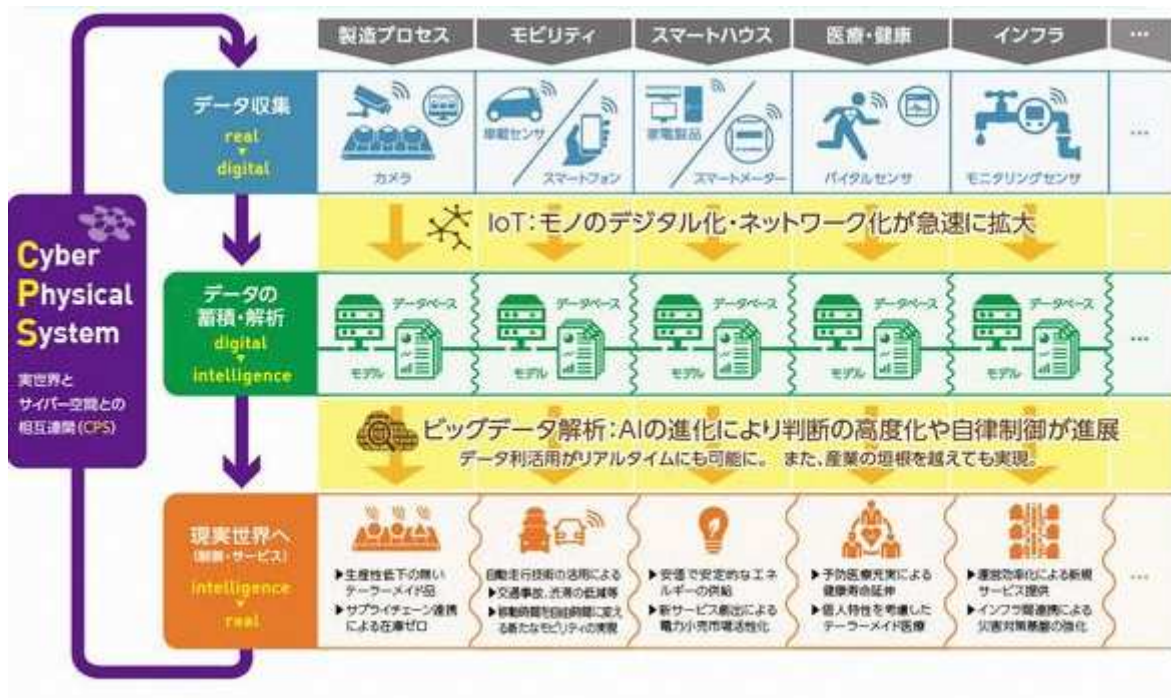 製造プロセス
モビリティ
スマートハウス
医療・健康
インフラ
…
データ収集
real
digital
カメラ
車載センサ
スマートフォン
家電製品
スマートメーター
バイタルセンサ
モニタリングセンサ
…
IoT:モノのデジタル化・ネットワーク化が急速に拡大
Cyber
Physical
System
実世界と
サイバー空間との
相互連関(CPS)
データの
蓄積・解析
digital
intelligence
データベース
モデル
データベース
モデル
データベース
モデル
データベース
モデル
データベース
モデル
…
ビッグデータ解析:AIの進化により判断の高度化や自律制御が進展
データ利活用がリアルタイムにも可能に。 また、産業の垣根を越えても実現。
現実世界へ
(制御・サービス)
intelligence
real
▶生産性低下の無い
テーラーメイド品
▶サプライチェーン連携
による在庫ゼロ
自動走行技術の活用による
▶交通事故、渋滞の低減等
▶移動時間を自由時間に変え
る新たなモビリティの実現
▶安価で安定的なエネ
ルギーの供給
▶新サービス創出による
電力小売市場活性化
▶予防医療充実による
健康寿命延伸
▶個人特性を考慮した
テーラーメイド医療
▶運営効率化による新規
サービス提供
▶インフラ間連携による
災害対策基盤の強化
…